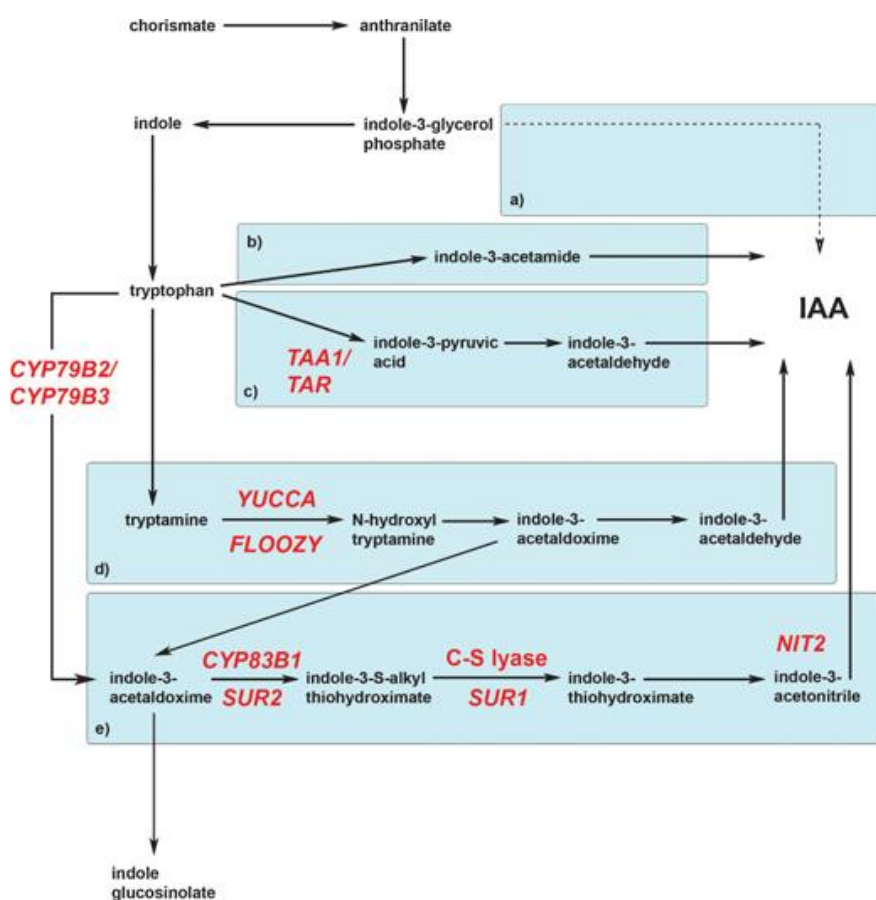 chorismate
anthranilate
indole
indole-3-glycerol
phosphate
a)
b)
indole-3-acetamide
tryptophan
IAA
CYP79B2/
CYP79B3
TAA1/
TAR
indole-3-pyruvic
acid
indole-3-
acetaldehyde
c)
tryptamine
YUCCA
FLOOZY
N-hydroxyl
tryptamine
indole-3-
acetaldoxime
indole-3-
acetaldehyde
d)
indole-3-
acetaldoxime
CYP83B1
SUR2
indole-3-S-alkyl
thiohydroximate
C-S lyase
SUR1
indole-3-
thiohydroximate
NIT2
indole-3-
acetonitrile
e)
indole
glucosinolate